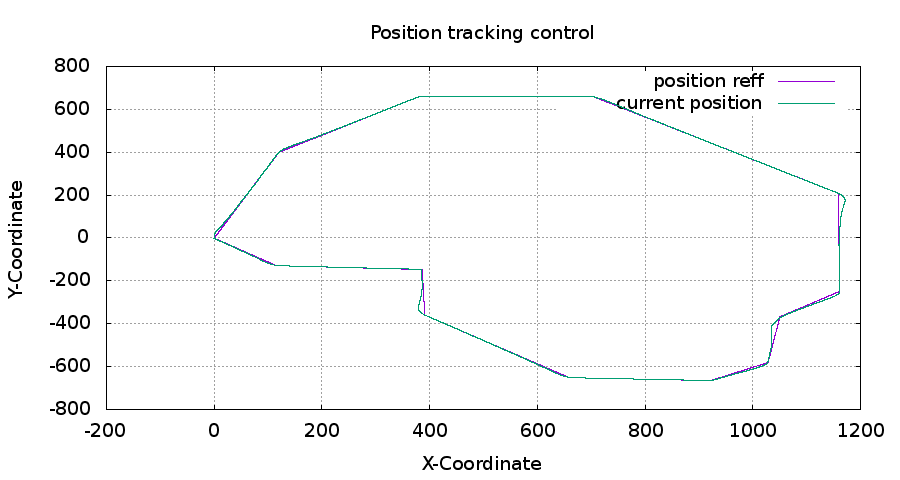 Position tracking control
position reff
current position
800
600
400
200
0
-200
-400
-600
-800
-200 0 200 400 600 800 1000 1200
Y-Coordinate
X-Coordinate